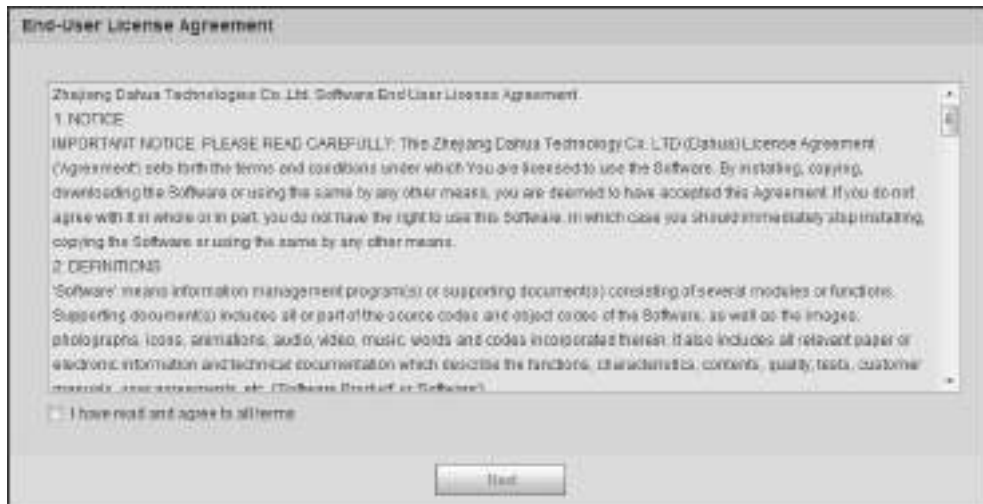 End-User License Agreement
Zhejiang Dahua Technologies Co.,Ltd. Software End User License Agreement
1. NOTICE
IMPORTANT NOTICE, PLEASE READ CAREFULLY: This Zhejiang Dahua Technology Co. LTD (Dahua) License Agreement
('Agreement') sets forth the terms and conditions under which You are licensed to use the Software. By installing, copying,
downloading the Software or using the same by any other means, you are deemed to have accepted this Agreement. If you do not
agree with it in whole or in part, you do not have the right to use this Software, in which case you should immediately stop installing,
copying the Software or using the same by any other means.
2. DEFINITIONS
'Software' means information management program(s) or supporting document(s) consisting of several modules or functions.
Supporting document(s) includes all or part of the source codes and object codes of the Software, as well as the images,
photographs, icons, animations, audio, video, music, words and codes incorporated therein. It also includes all relevant paper or
electronic information and technical documentation which describe the functions, characteristics, contents, quality, tests, customer
manuals, user agreements, etc. ('Software Product' or 'Software')
I have read and agree to all terms
Next